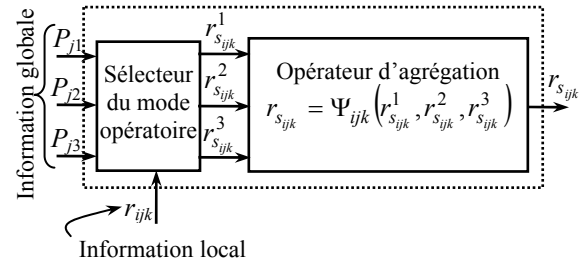 Information globale
P_{j1}
P_{j2}
P_{j3}
Sélecteur
du mode
opératoire
r^1_{s_{ijk}}
r^2_{s_{ijk}}
r^3_{s_{ijk}}
Opérateur d'agrégation
r_{s_{ijk}} = Ψ_{ijk}(r^1_{s_{ijk}}, r^2_{s_{ijk}}, r^3_{s_{ijk}})
r_{s_{ijk}}
r_{ijk}
Information local